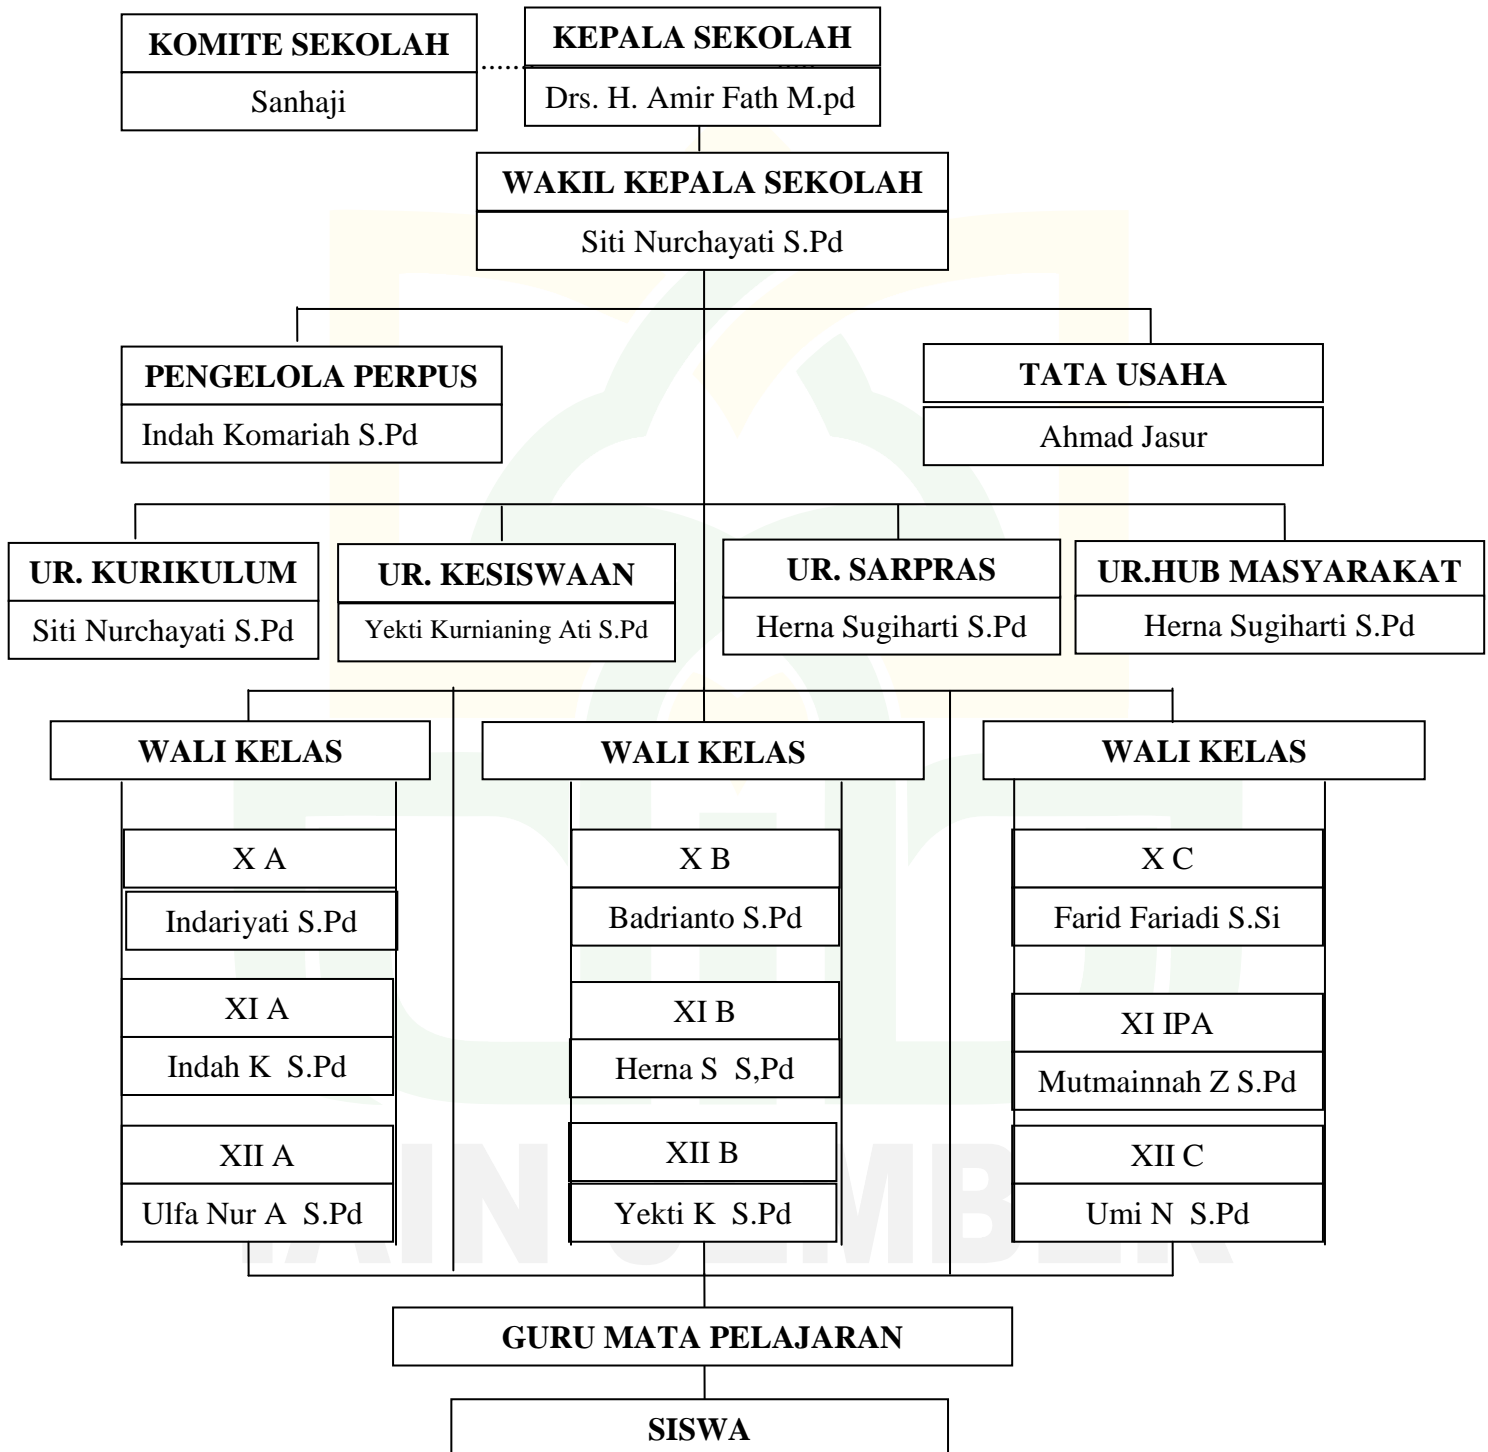 KOMITE SEKOLAH
Sanhaji
KEPALA SEKOLAH
Drs. H. Amir Fath M.pd
WAKIL KEPALA SEKOLAH
Siti Nurchayati S.Pd
PENGELOLA PERPUS
Indah Komariah S.Pd
TATA USAHA
Ahmad Jasur
UR. KURIKULUM
Siti Nurchayati S.Pd
UR. KESISWAAN
Yekti Kurnianing Ati S.Pd
UR. SARPRAS
Herna Sugiharti S.Pd
UR.HUB MASYARAKAT
Herna Sugiharti S.Pd
WALI KELAS
X A
Indariyati S.Pd
XI A
Indah K S.Pd
XII A
Ulfa Nur A S.Pd
WALI KELAS
X B
Badrianto S.Pd
XI B
Herna S S,Pd
XII B
Yekti K S.Pd
WALI KELAS
X C
Farid Fariadi S.Si
XI IPA
Mutmainnah Z S.Pd
XII C
Umi N S.Pd
IAIN JEMBER
GURU MATA PELAJARAN
SISWA